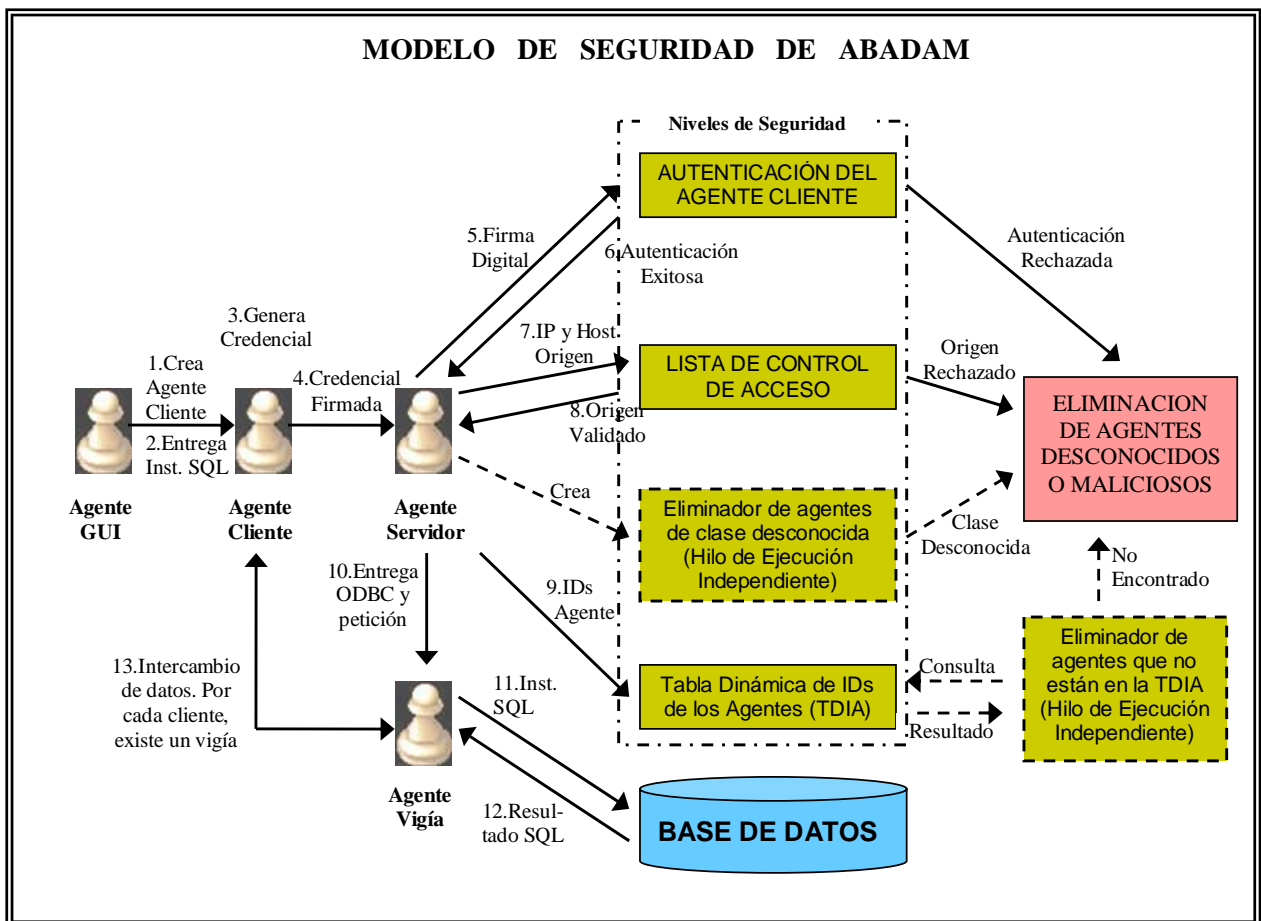 MODELO DE SEGURIDAD DE ABADAM
Niveles de Seguridad
AUTENTICACIÓN DEL
AGENTE CLIENTE
5.Firma
Digital
6.Autenticación
Exitosa
Autenticación
Rechazada
3.Genera
Credencial
7.IP y Host
Origen
LISTA DE CONTROL
DE ACCESO
Origen
Rechazado
1.Crea
Agente
Cliente
2.Entrega
Inst. SQL
4.Credencial
Firmada
8.Origen
Validado
ELIMINACION
DE AGENTES
DESCONOCIDOS
O MALICIOSOS
Agente
GUI
Agente
Cliente
Agente
Servidor
Crea
Eliminador de agentes
de clase desconocida
(Hilo de Ejecución
Independiente)
Clase
Desconocida
No
Encontrado
10.Entrega
ODBC y
petición
9.IDs
Agente
Eliminador de
agentes que no
están en la TDIA
(Hilo de Ejecución
Independiente)
13.Intercambio
de datos. Por
cada cliente,
existe un vigía
11.Inst.
SQL
Tabla Dinámica de IDs
de los Agentes (TDIA)
Consulta
Resultado
Agente
Vigía
12.Resul-
tado SQL
BASE DE DATOS